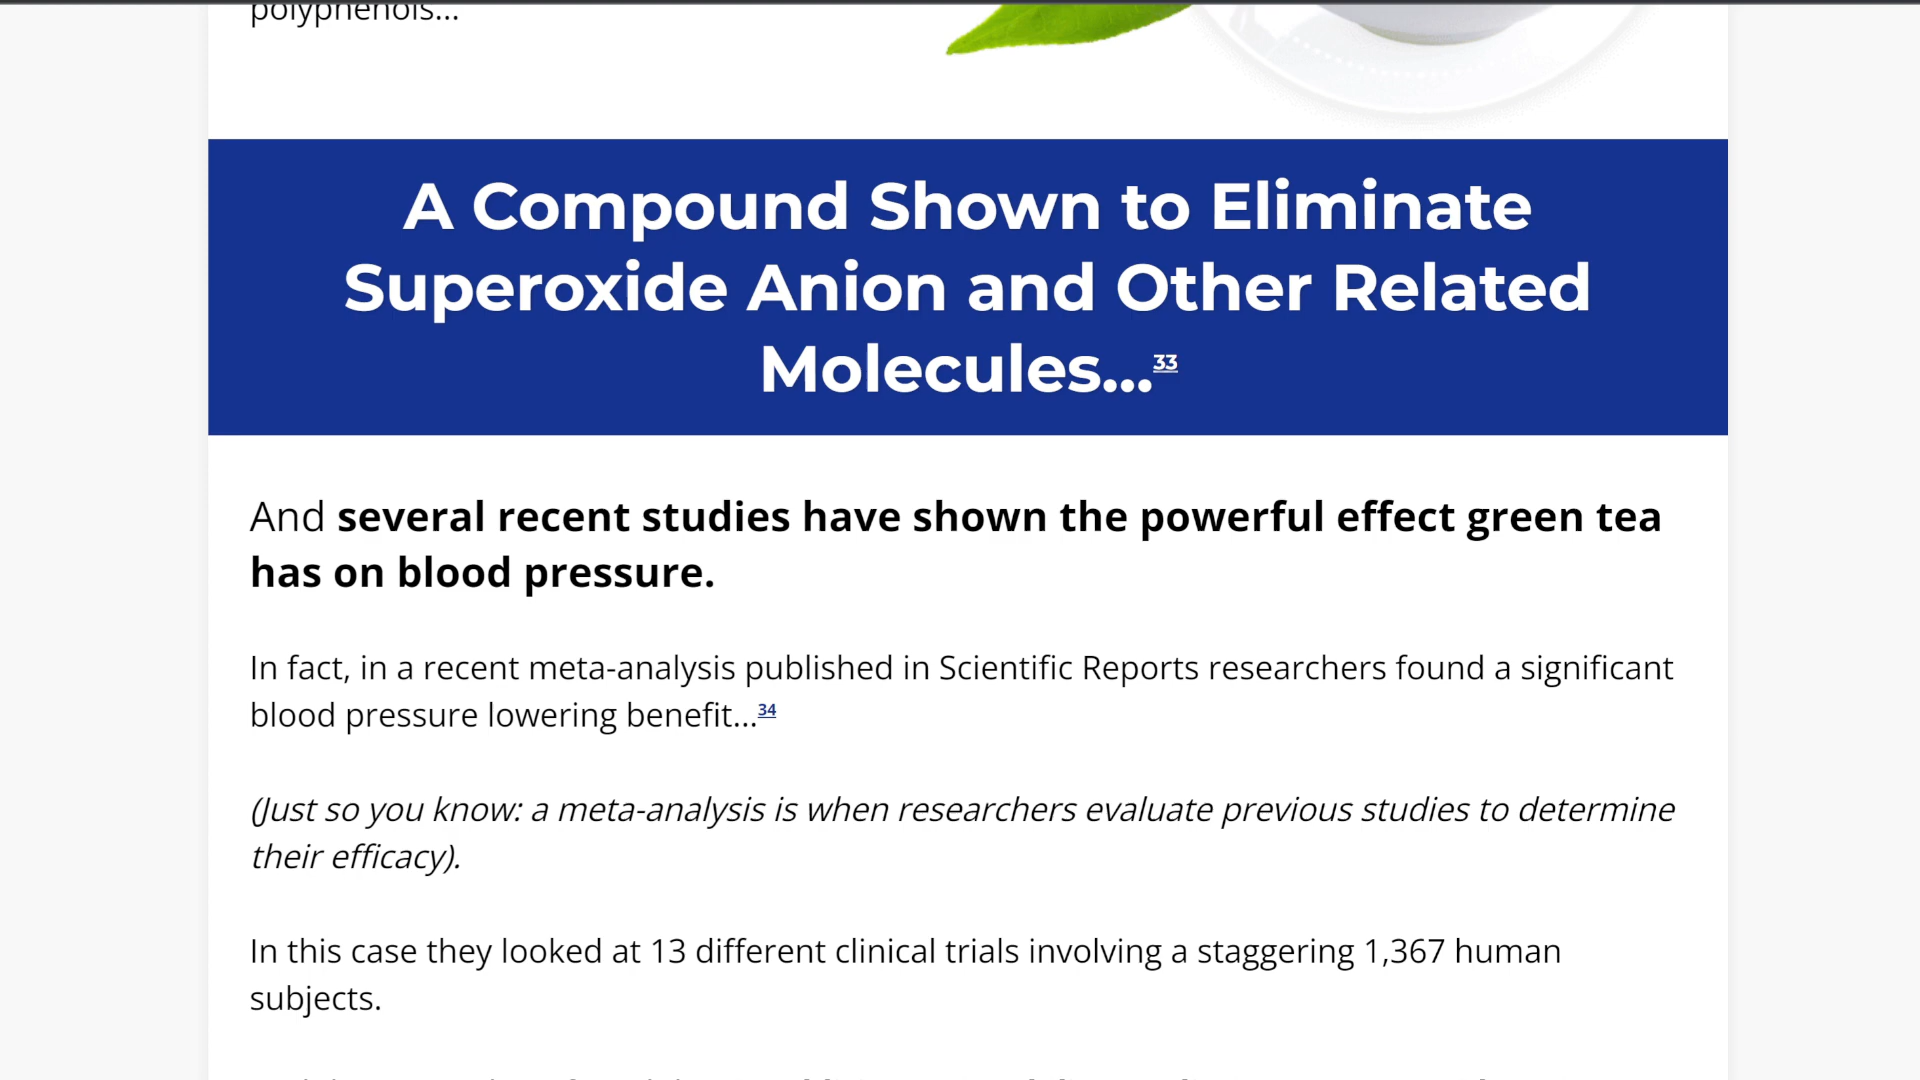 polyphenols...
A Compound Shown to Eliminate
Superoxide Anion and Other Related
Molecules...33
And several recent studies have shown the powerful effect green tea
has on blood pressure.
In fact, in a recent meta-analysis published in Scientific Reports researchers found a significant
blood pressure lowering benefit...34
(Just so you know: a meta-analysis is when researchers evaluate previous studies to determine
their efficacy).
In this case they looked at 13 different clinical trials involving a staggering 1,367 human
subjects.